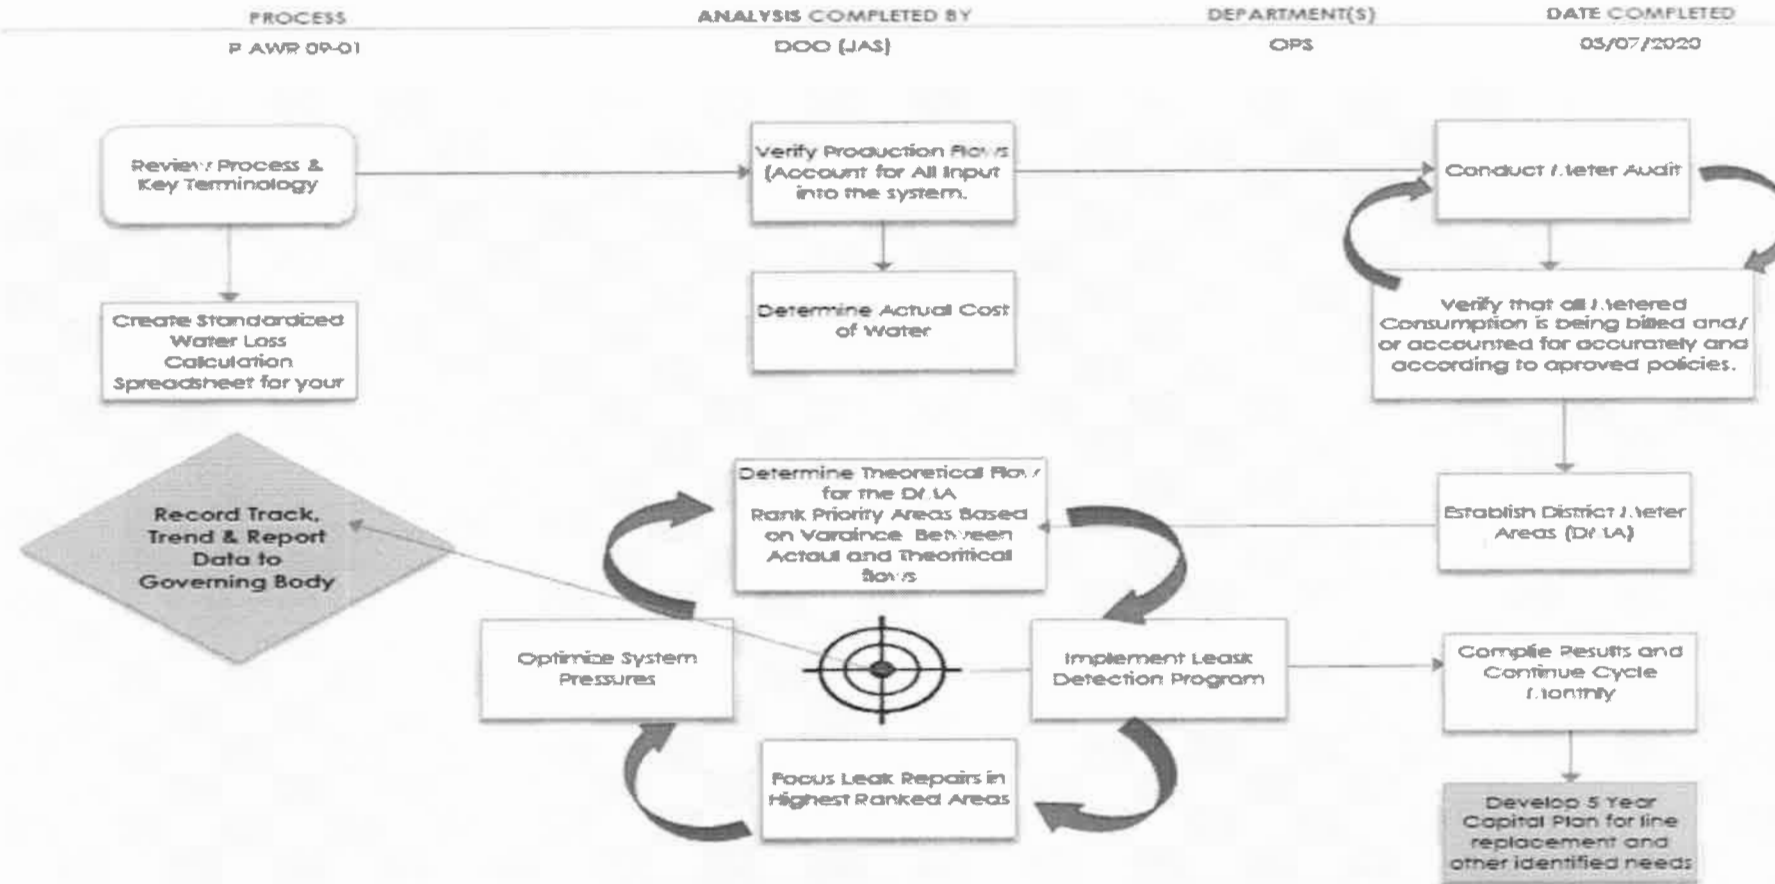 PROCESS
ANALYSIS COMPLETED BY
DEPARTMENT(S)
DATE COMPLETED
P AWR 09-01
DOO (JAS)
OPS
05/07/2020
Review Process &
Key Terminology
Verify Production Flows
(Account for All Input
into the system.
Conduct Meter Audit
Create Standardized
Water Loss
Calculation
Spreadsheet for your
Determine Actual Cost
of Water
Verify that all Metered
Consumption is being billed and/
or accounted for accurately and
according to aproved policies.
Record Track,
Trend & Report
Data to
Governing Body
Determine Theoretical Flow
for the DMA
Rank Priority Areas Based
on Varaince Between
Actaul and Theoritical
flows
Establish District Meter
Areas (DMA)
Optimize System
Pressures
Implement Leask
Detection Program
Complie Results and
Continue Cycle
Monthly
Focus Leak Repairs in
Highest Ranked Areas
Develop 5 Year
Capital Plan for line
replacement and
other identified needs